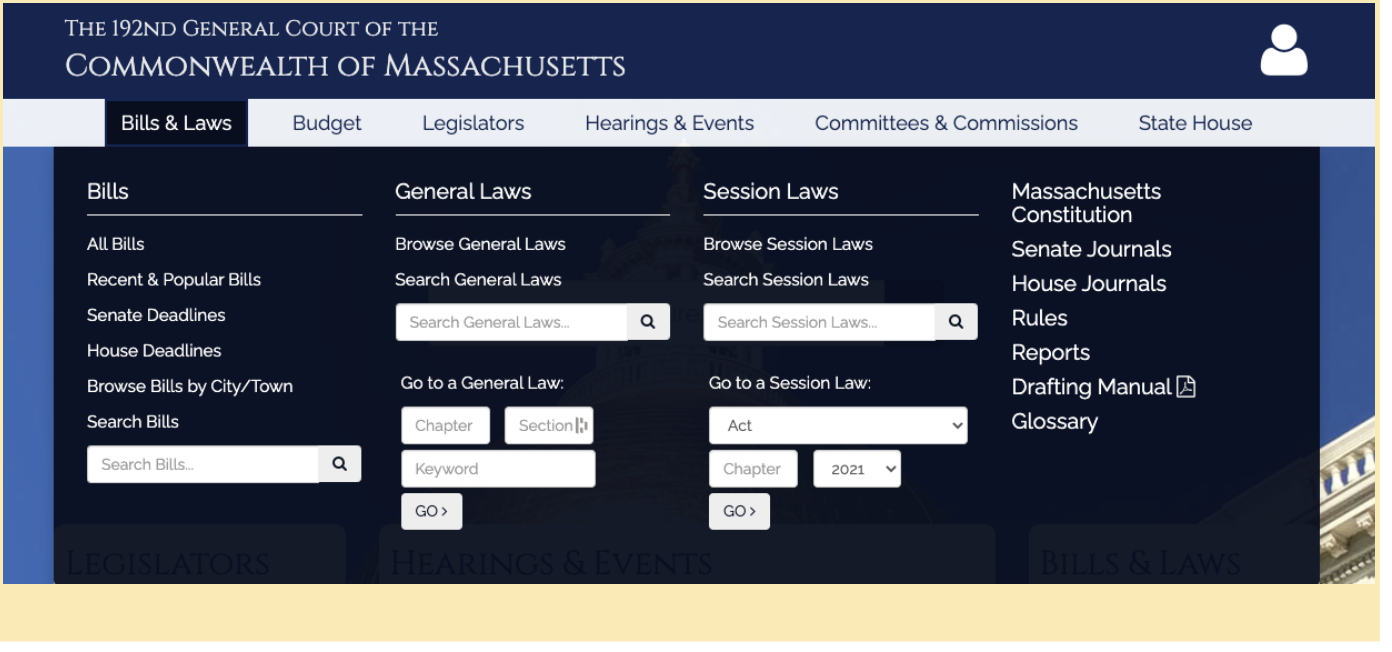 The 192nd General Court of the
Commonwealth of Massachusetts
Bills & Laws
Budget
Legislators
Hearings & Events
Committees & Commissions
State House
Bills
All Bills
Recent & Popular Bills
Senate Deadlines
House Deadlines
Browse Bills by City/Town
Search Bills
Search Bills...
General Laws
Browse General Laws
Search General Laws
Search General Laws...
Go to a General Law:
Chapter
Section
Keyword
GO ›
Session Laws
Browse Session Laws
Search Session Laws
Search Session Laws...
Go to a Session Law:
Act
Chapter
2021
GO ›
Massachusetts
Constitution
Senate Journals
House Journals
Rules
Reports
Drafting Manual
Glossary
Legislators
Hearings & Events
Bills & Laws